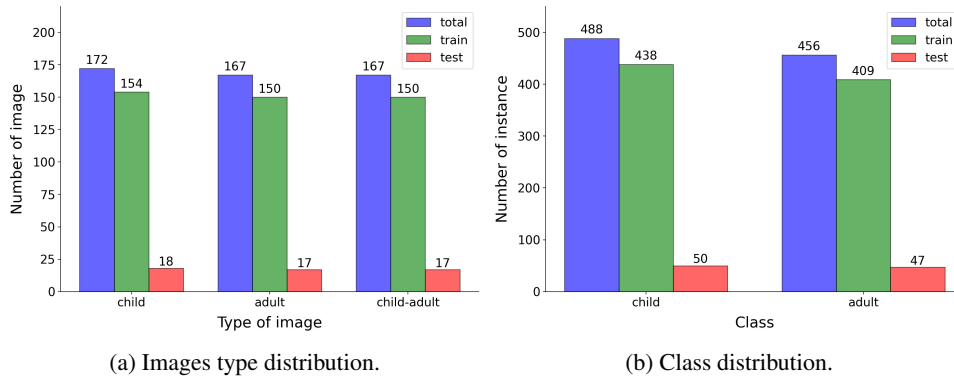 200
175
150
125
100
75
50
25
0
Number of image
172
154
18
167
150
17
167
150
17
child
adult
child-adult
Type of image
total
train
test
(a) Images type distribution.
500
400
300
200
100
0
Number of instance
488
438
50
456
409
47
child
adult
Class
total
train
test
(b) Class distribution.